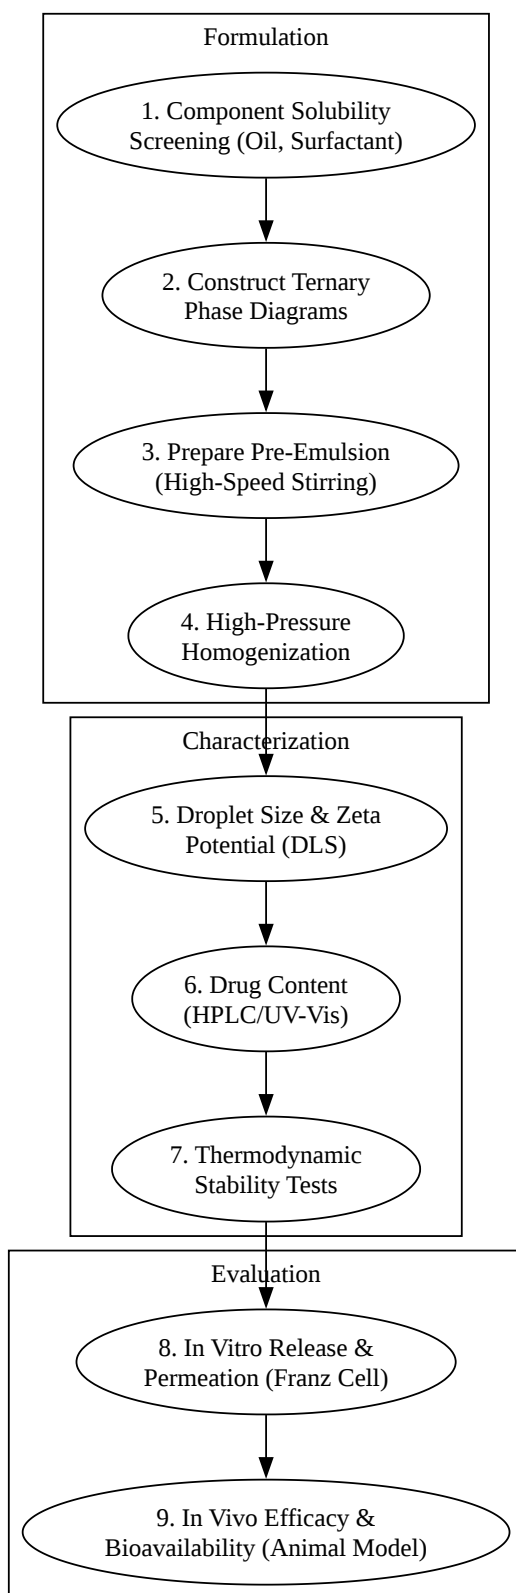 Formulation
1. Component Solubility
Screening (Oil, Surfactant)
2. Construct Ternary
Phase Diagrams
3. Prepare Pre-Emulsion
(High-Speed Stirring)
4. High-Pressure
Homogenization
Characterization
5. Droplet Size & Zeta
Potential (DLS)
6. Drug Content
(HPLC/UV-Vis)
7. Thermodynamic
Stability Tests
Evaluation
8. In Vitro Release &
Permeation (Franz Cell)
9. In Vivo Efficacy &
Bioavailability (Animal Model)